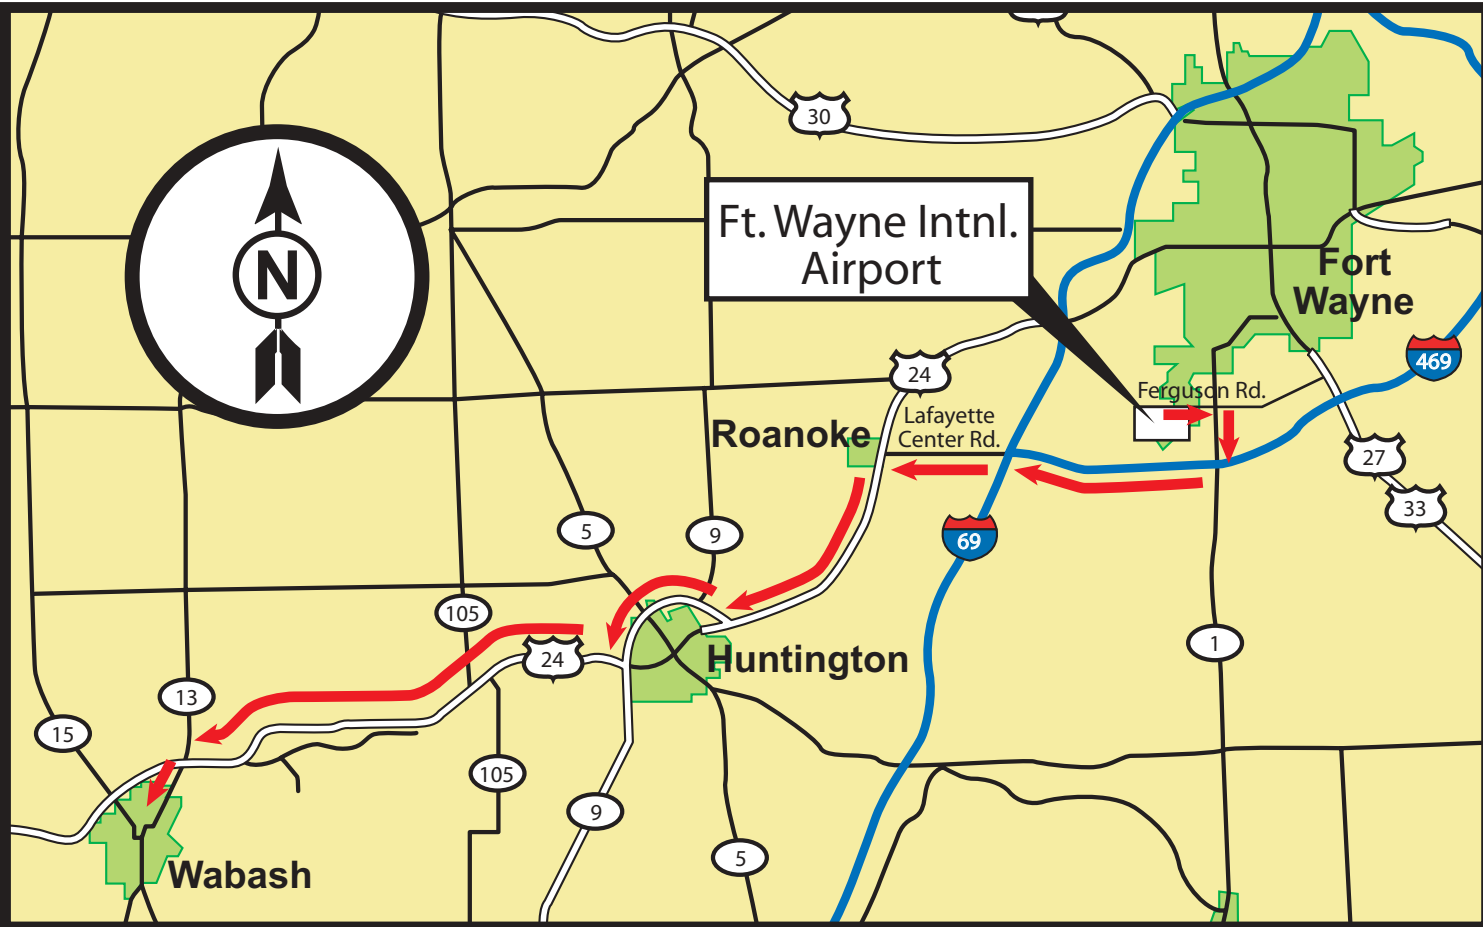 30
Ft. Wayne Intnl.
Airport
N
Fort
Wayne
469
24
Ferguson Rd.
Lafayette
Center Rd.
Roanoke
27
33
5
9
69
105
1
24
Huntington
13
15
105
9
5
Wabash